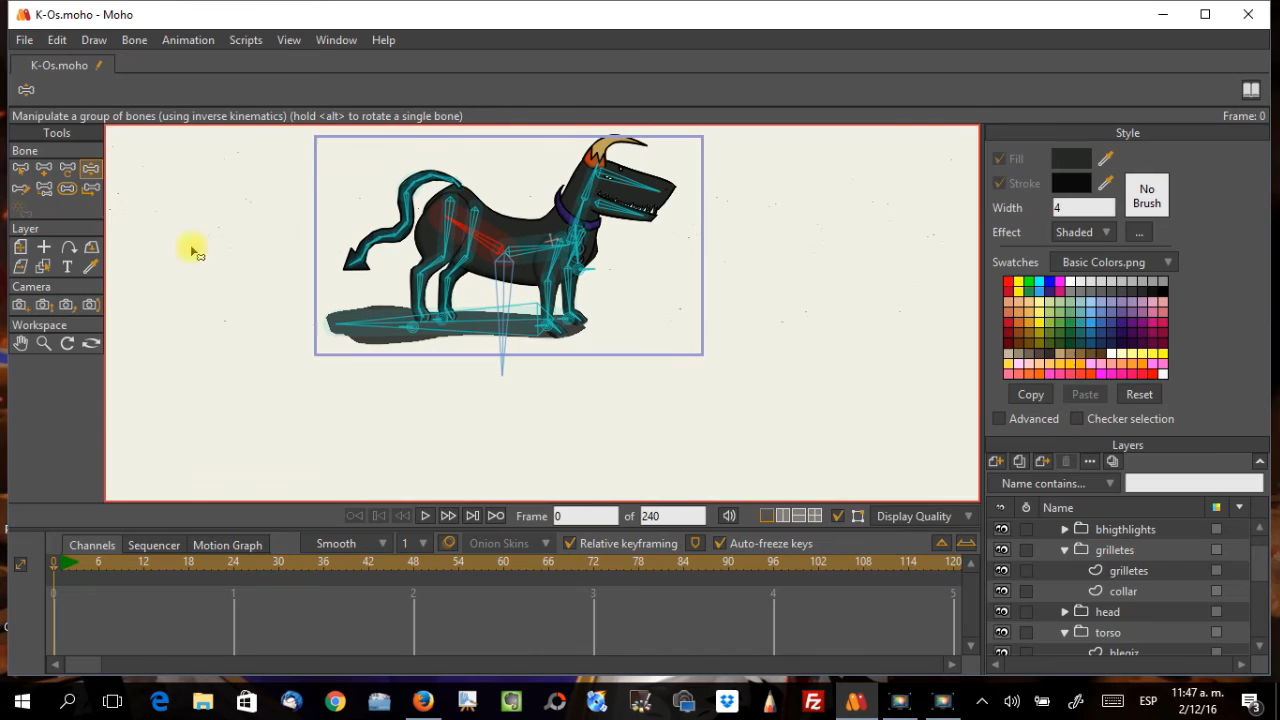 K-Os.moho - Moho
File Edit Draw Bone Animation Scripts View Window Help
K-Os.moho
Manipulate a group of bones (using inverse kinematics) (hold <alt> to rotate a single bone) Frame: 0
Tools
Bone
Layer
Camera
Workspace
Style
Fill
Stroke
No Brush
Width 4
Effect Shaded ...
Swatches Basic Colors.png
Copy Paste Reset
Advanced Checker selection
Layers
Name contains...
Name
bhigthlights
grilletes
grilletes
collar
head
torso
blegiz
Frame 0 of 240 Display Quality
Channels Sequencer Motion Graph Smooth 1 Onion Skins Relative keyframing Auto-freeze keys
0 6 12 18 24 30 36 42 48 54 60 66 72 78 84 90 96 102 108 114 120
0 1 2 3 4 5
ESP 11:47 a. m.
2/12/16
3